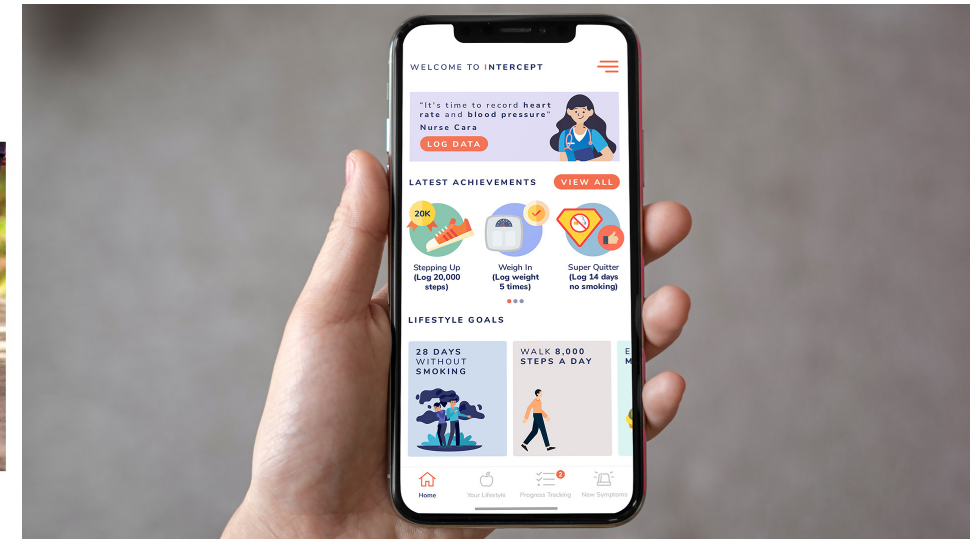 WELCOME TO INTERCEPT
"It's time to record heart
rate and blood pressure"
Nurse Cara
LOG DATA
LATEST ACHIEVEMENTS
VIEW ALL
20K
Stepping Up
(Log 20,000
steps)
Weigh In
(Log weight
5 times)
Super Quitter
(Log 14 days
no smoking)
LIFESTYLE GOALS
28 DAYS
WITHOUT
SMOKING
WALK 8,000
STEPS A DAY
E
M
Home
Your Lifestyle
2
Progress Tracking
New Symptoms